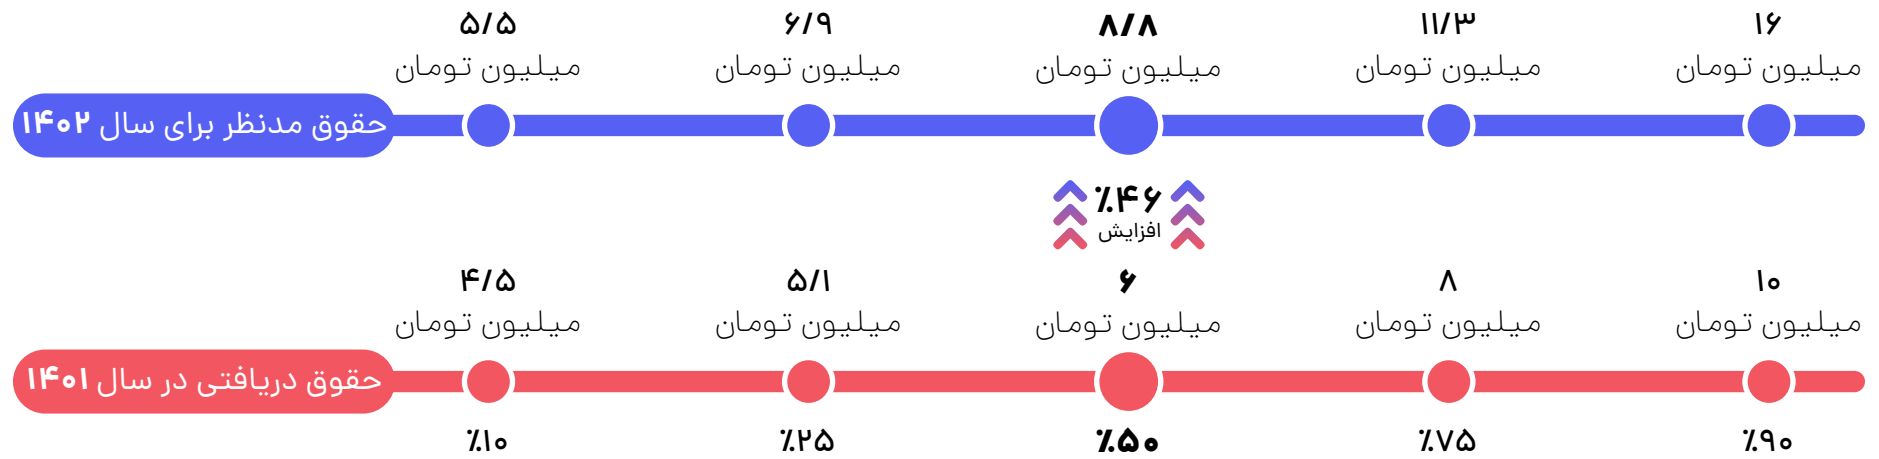 ۵/۵
میلیون تومان
۶/۹
میلیون تومان
۸/۸
میلیون تومان
۱۱/۳
میلیون تومان
۱۶
میلیون تومان
حقوق مدنظر برای سال ۱۴۰۲
٪۴۶
افزایش
۴/۵
میلیون تومان
۵/۱
میلیون تومان
۶
میلیون تومان
۸
میلیون تومان
۱۰
میلیون تومان
حقوق دریافتی در سال ۱۴۰۱
٪۱۰
٪۲۵
٪۵۰
٪۷۵
٪۹۰